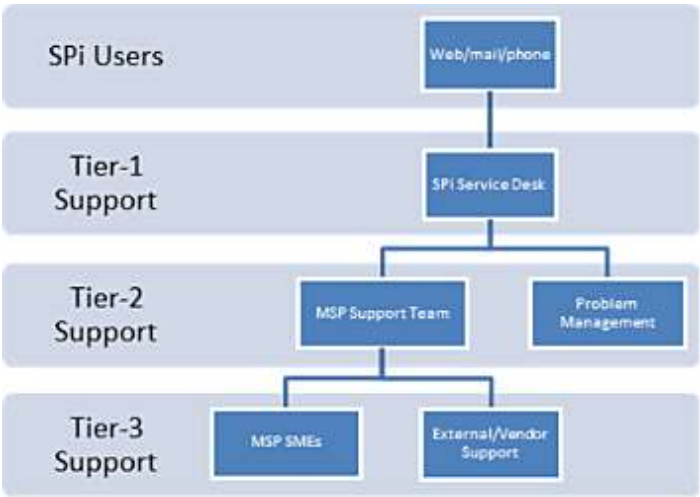 SPi Users
Web/mail/phone
Tier-1
Support
SPi Service Desk
Tier-2
Support
MSP Support Team
Problem
Management
Tier-3
Support
MSP SMEs
External/Vendor
Support